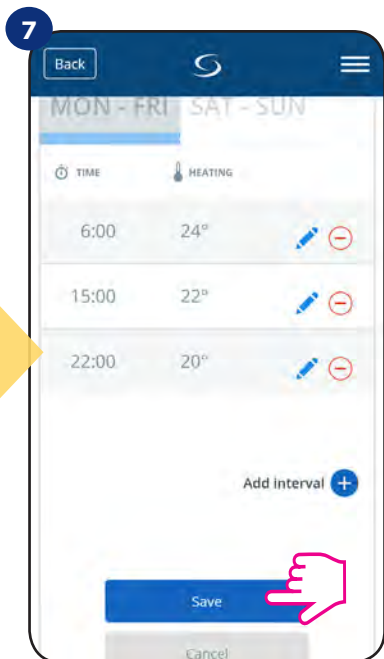 7
Back
MON - FRI SAT - SUN
TIME HEATING
6:00 24°
15:00 22°
22:00 20°
Add interval
Save
Cancel